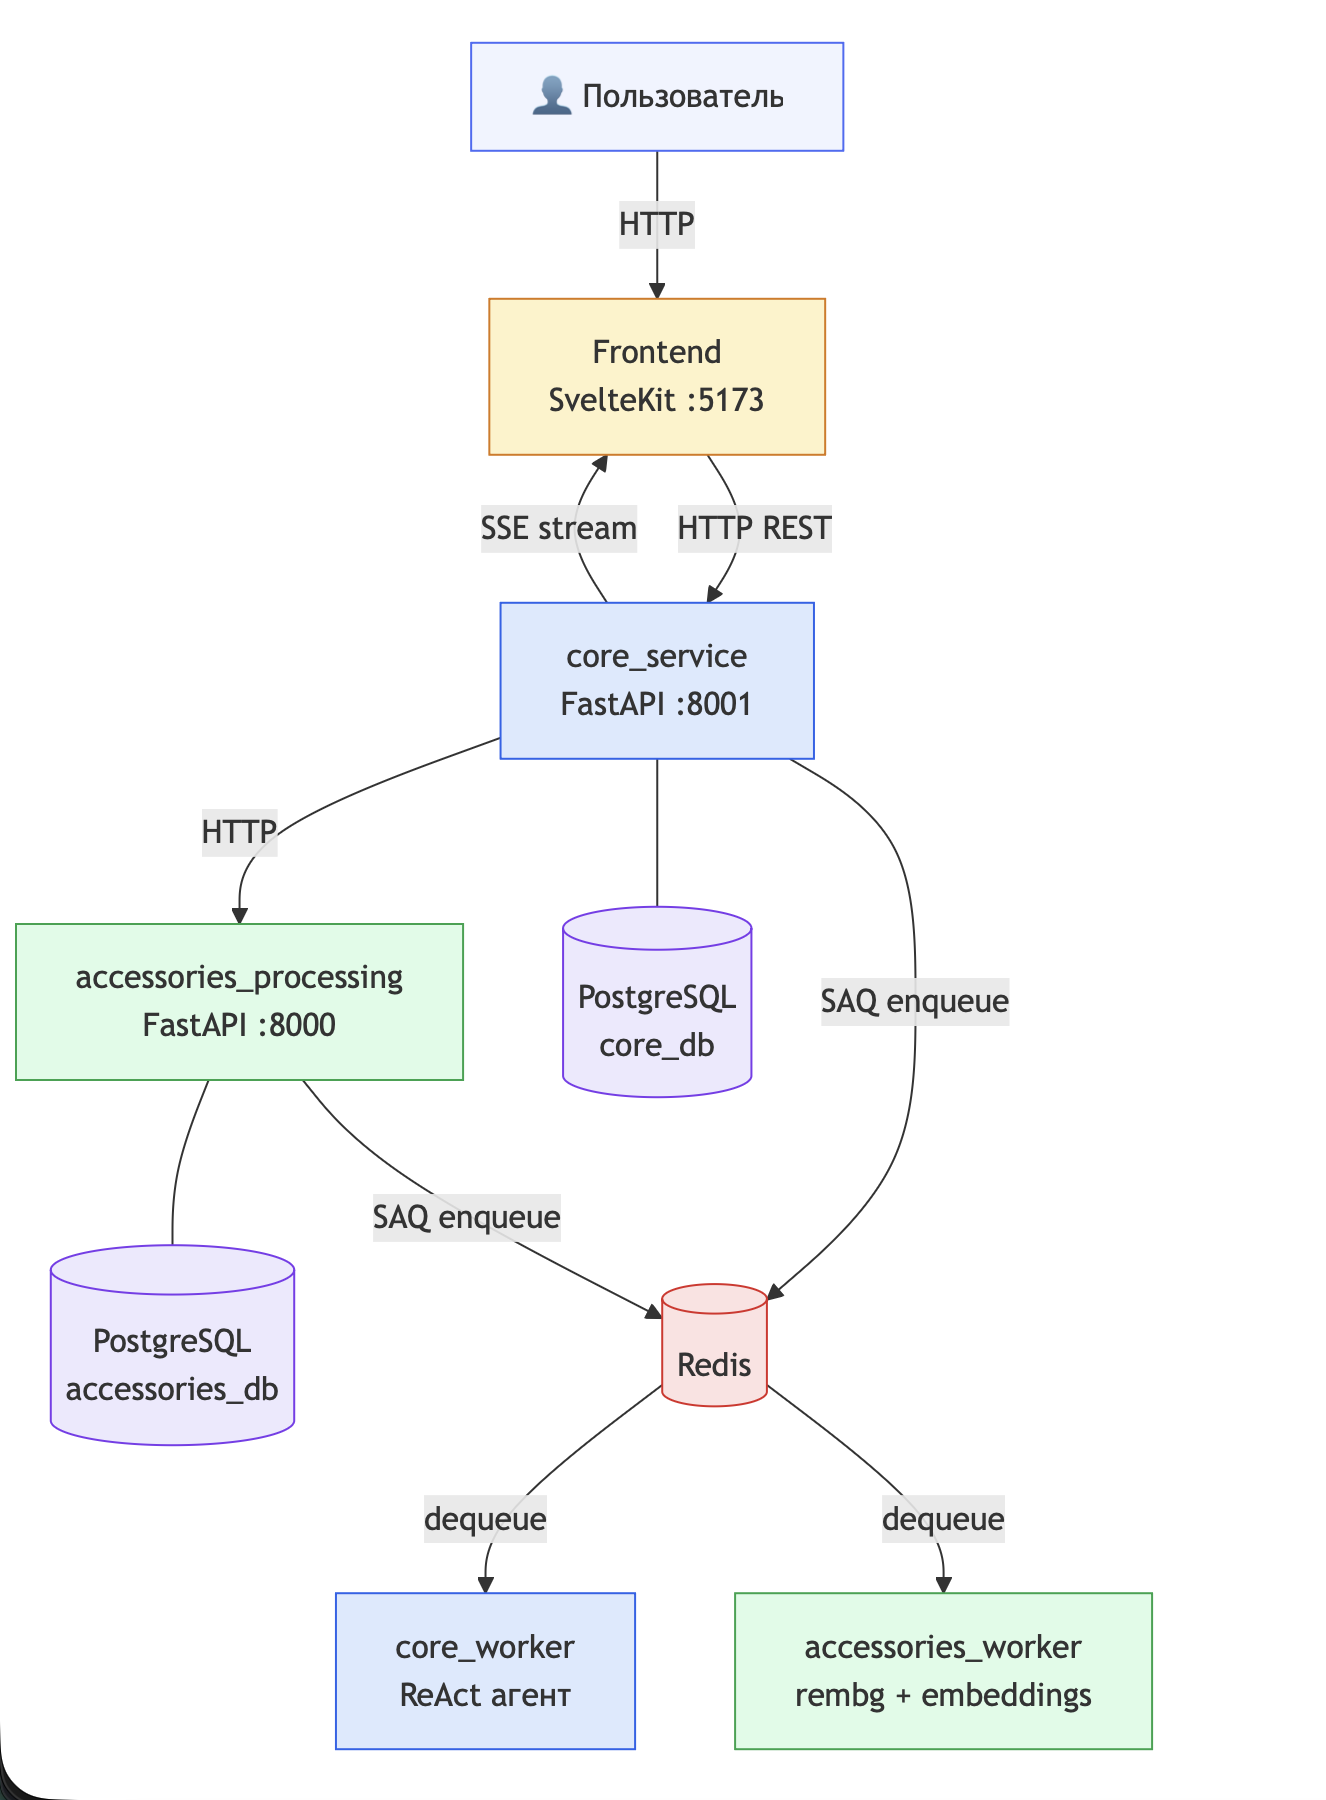 Пользователь
HTTP
Frontend
SvelteKit :5173
SSE stream
HTTP REST
core_service
FastAPI :8001
HTTP
accessories_processing
FastAPI :8000
PostgreSQL
core_db
SAQ enqueue
SAQ enqueue
PostgreSQL
accessories_db
Redis
dequeue
dequeue
core_worker
ReAct агент
accessories_worker
rembg + embeddings